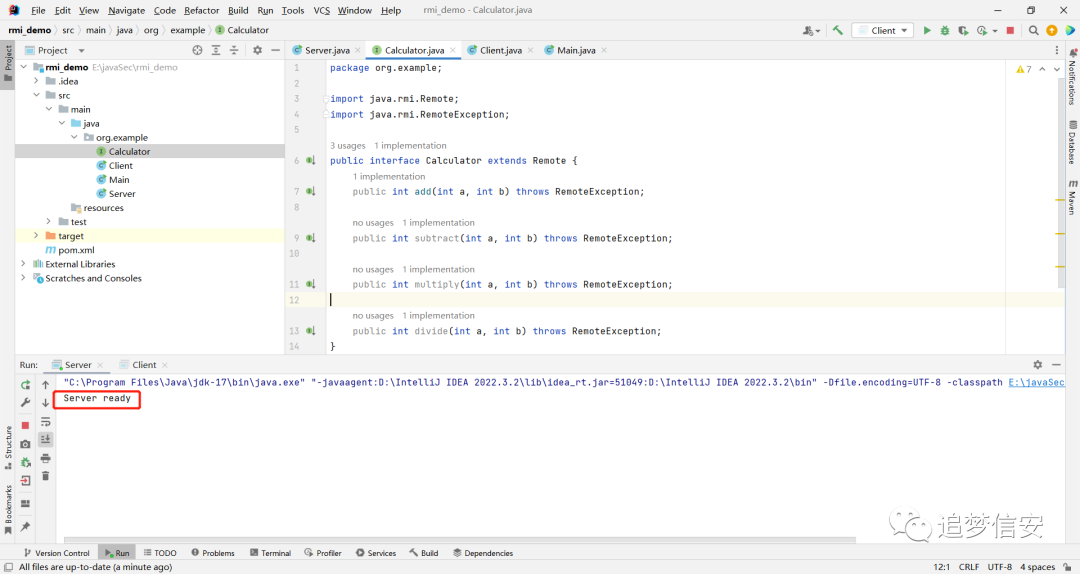 File Edit View Navigate Code Refactor Build Run Tools VCS Window Help rmi_demo - Calculator.java
rmi_demo src main java org example Calculator
Client
Project
Server.java Calculator.java Client.java Main.java
rmi_demo E:\javaSec\rmi_demo
.idea
src
main
java
org.example
Calculator
Client
Main
Server
resources
test
target
pom.xml
External Libraries
Scratches and Consoles
7
1 package org.example;
2
3 import java.rmi.Remote;
4 import java.rmi.RemoteException;
5
3 usages 1 implementation
6 public interface Calculator extends Remote {
1 implementation
7 public int add(int a, int b) throws RemoteException;
8
no usages 1 implementation
9 public int subtract(int a, int b) throws RemoteException;
10
no usages 1 implementation
11 public int multiply(int a, int b) throws RemoteException;
12
no usages 1 implementation
13 public int divide(int a, int b) throws RemoteException;
14 }
Project
Structure
Bookmarks
Notifications
Database
Maven
Run: Server Client
"C:\Program Files\Java\jdk-17\bin\java.exe" "-javaagent:D:\IntelliJ IDEA 2022.3.2\lib\idea_rt.jar=51049:D:\IntelliJ IDEA 2022.3.2\bin" -Dfile.encoding=UTF-8 -classpath E:\javaSec
Server ready
追梦信安
Version Control Run TODO Problems Terminal Profiler Services Build Dependencies
All files are up-to-date (a minute ago) 12:1 CRLF UTF-8 4 spaces